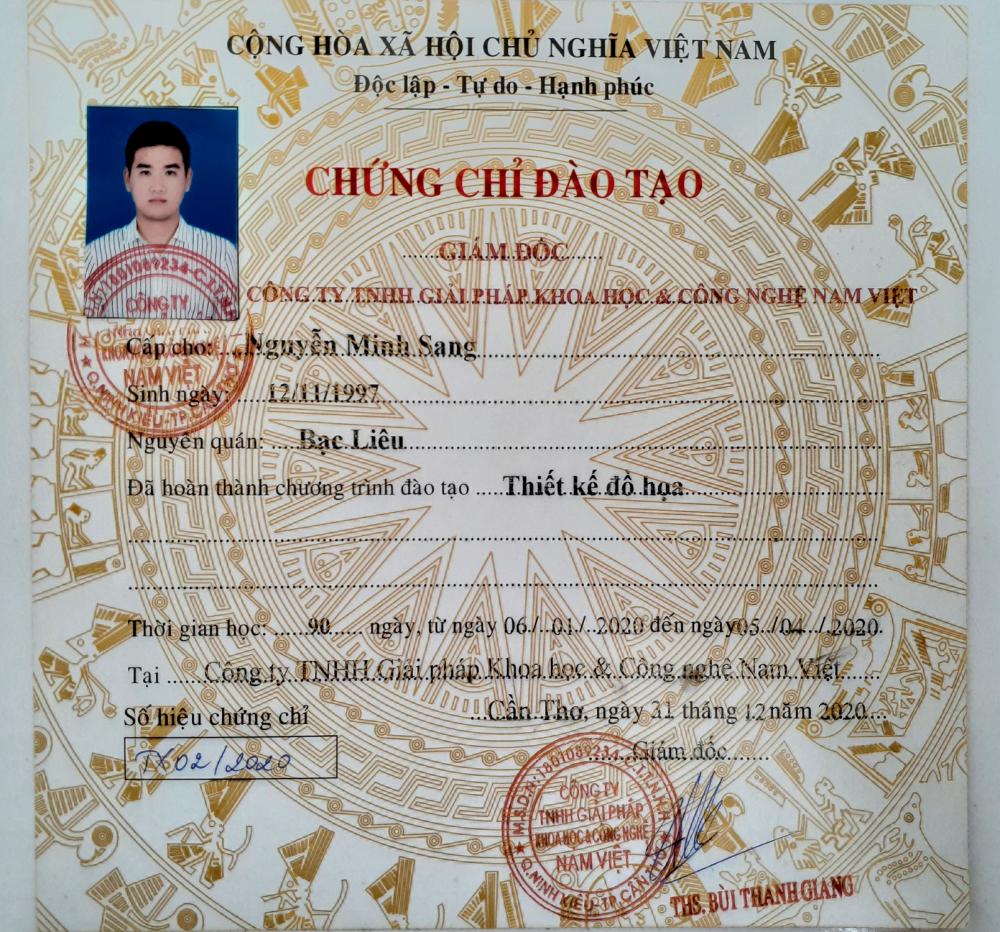 CỘNG HÒA XÃ HỘI CHỦ NGHĨA VIỆT NAM
Độc lập - Tự do - Hạnh phúc
CHỨNG CHỈ ĐÀO TẠO
GIÁM ĐỐC
CÔNG TY TNHH GIẢI PHÁP KHOA HỌC & CÔNG NGHỆ NAM VIỆT
CÔNG TY
NAM VIỆT
Cấp cho: Nguyễn Minh Sang
Sinh ngày: 12/11/1997
Nguyên quán: Bạc Liêu
Đã hoàn thành chương trình đào tạo Thiết kế đồ họa
Thời gian học: 90 ngày, từ ngày 06/01/2020 đến ngày 05/04/2020.
Tại Công ty TNHH Giải pháp Khoa học & Công nghệ Nam Việt
Số hiệu chứng chỉ
Cần Thơ, ngày 31 tháng 12 năm 2020
Giám đốc
02/2020
M.S.D.N: 1801089234-C.T.T.N.H.H
CÔNG TY
TNHH GIẢI PHÁP
KHOA HỌC & CÔNG NGHỆ
NAM VIỆT
Q.NINH KIỀU-TP.CẦN
THS. BÙI THANH GIANG